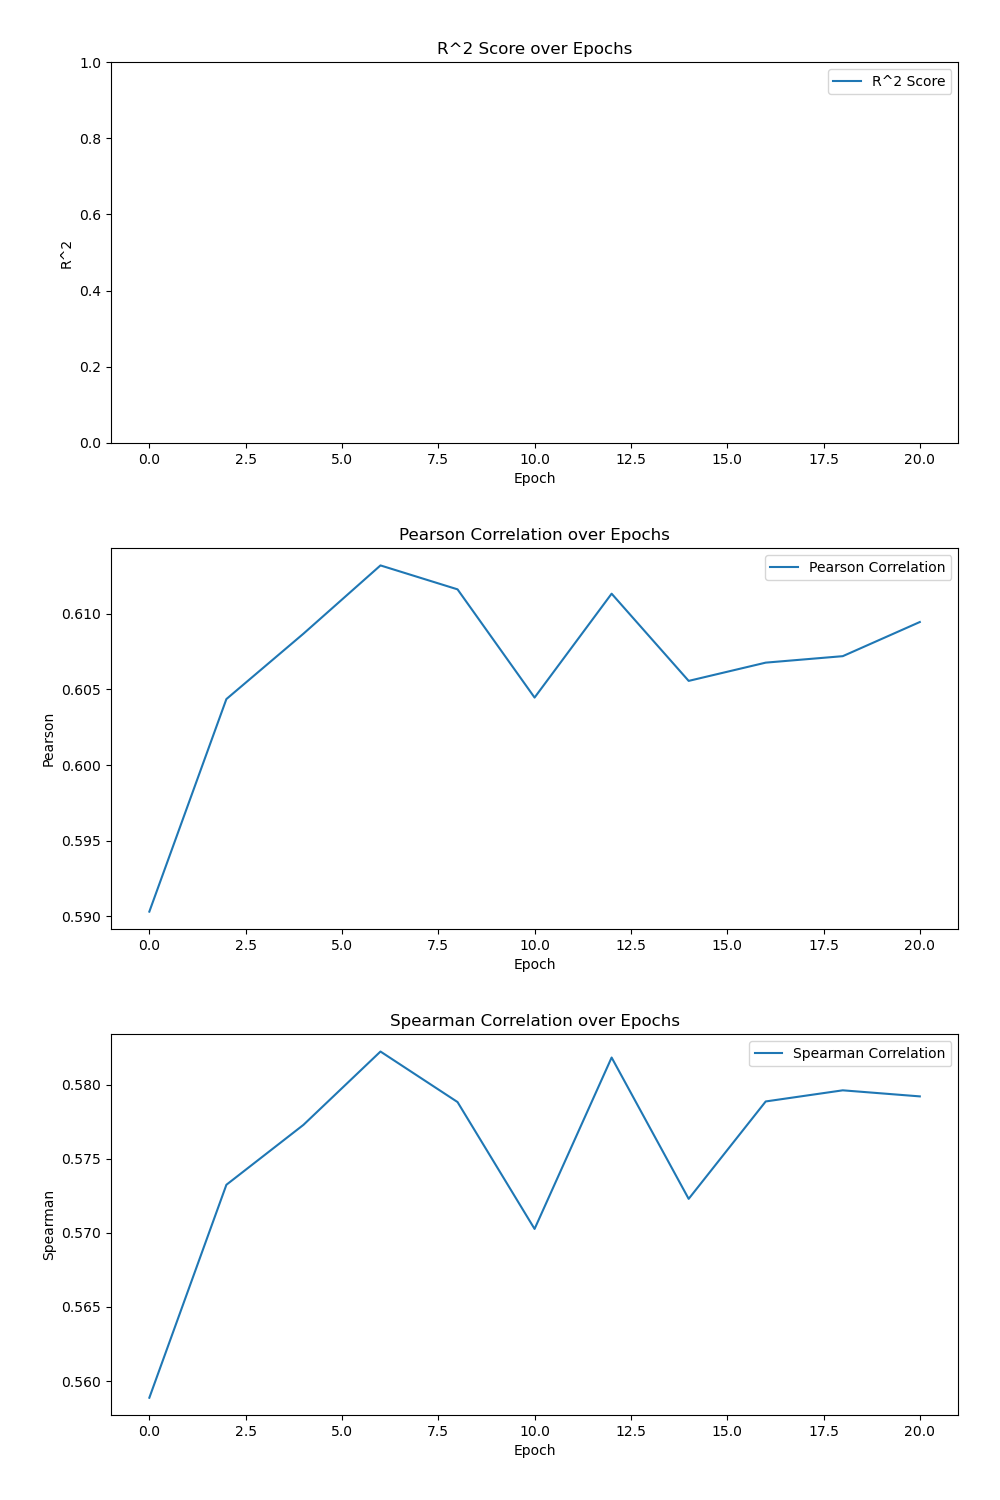 R^2 Score over Epochs
R^2 Score
1.0
0.8
0.6
0.4
0.2
0.0
R^2
0.0 2.5 5.0 7.5 10.0 12.5 15.0 17.5 20.0
Epoch
Pearson Correlation over Epochs
Pearson Correlation
0.610
0.605
0.600
0.595
0.590
Pearson
0.0 2.5 5.0 7.5 10.0 12.5 15.0 17.5 20.0
Epoch
Spearman Correlation over Epochs
Spearman Correlation
0.580
0.575
0.570
0.565
0.560
Spearman
0.0 2.5 5.0 7.5 10.0 12.5 15.0 17.5 20.0
Epoch